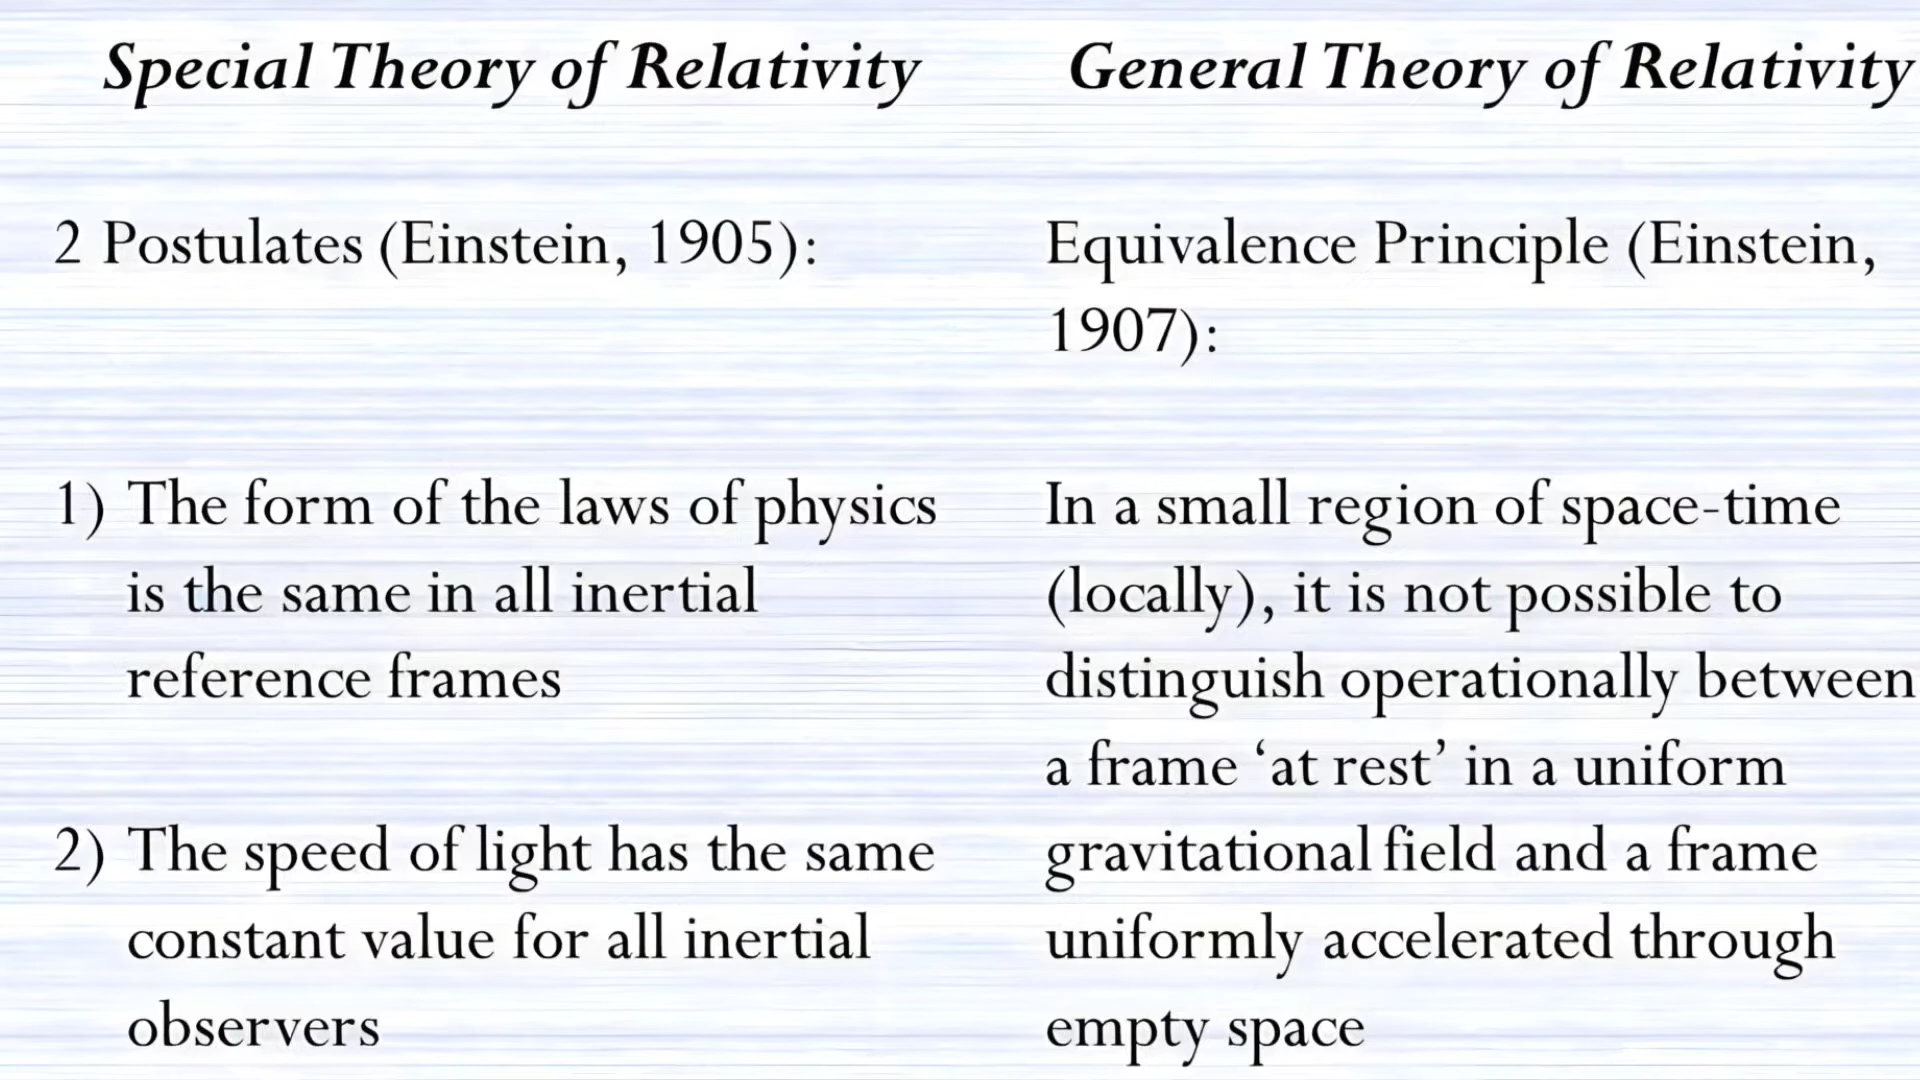 Special Theory of Relativity
2 Postulates (Einstein, 1905):
1) The form of the laws of physics
is the same in all inertial
reference frames
2) The speed of light has the same
constant value for all inertial
observers
General Theory of Relativity
Equivalence Principle (Einstein,
1907):
In a small region of space-time
(locally), it is not possible to
distinguish operationally between
a frame ‘at rest’ in a uniform
gravitational field and a frame
uniformly accelerated through
empty space